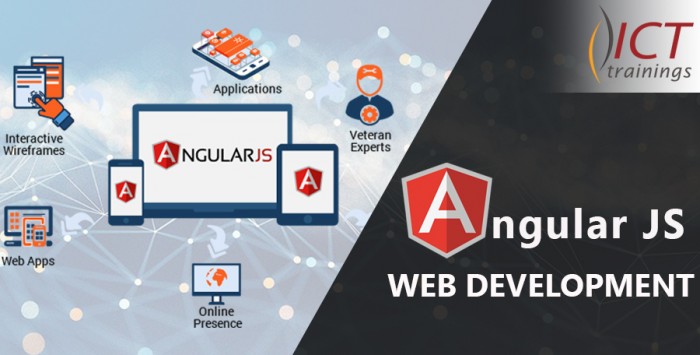 Applications
Interactive
Wireframes
Veteran
Experts
ANGULARJS
A
A
Web Apps
Online
Presence
ICT
trainings
Angular JS
WEB DEVELOPMENT